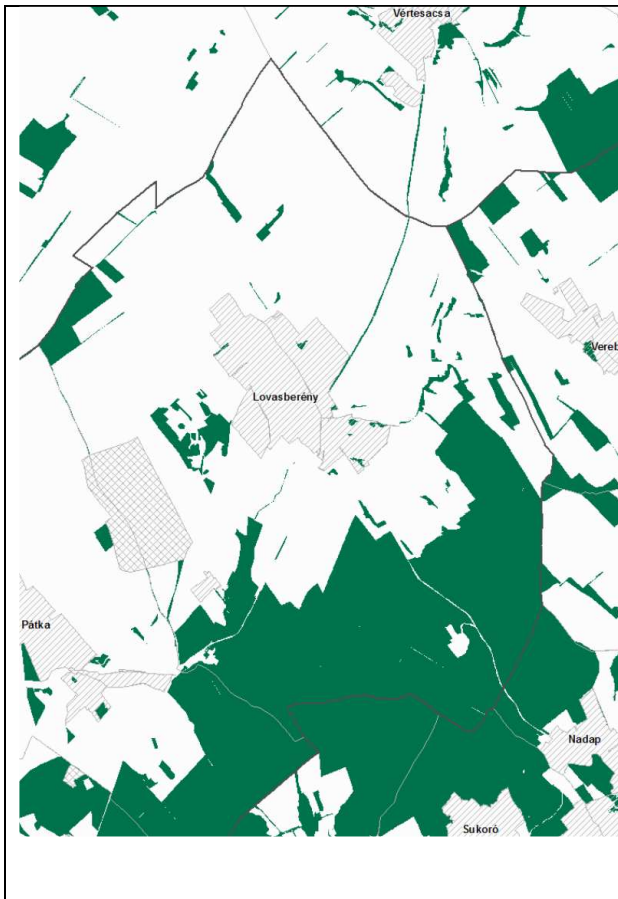 Vértesacsa
Vereb
Lovasberény
Pátka
Nadap
Sukoró